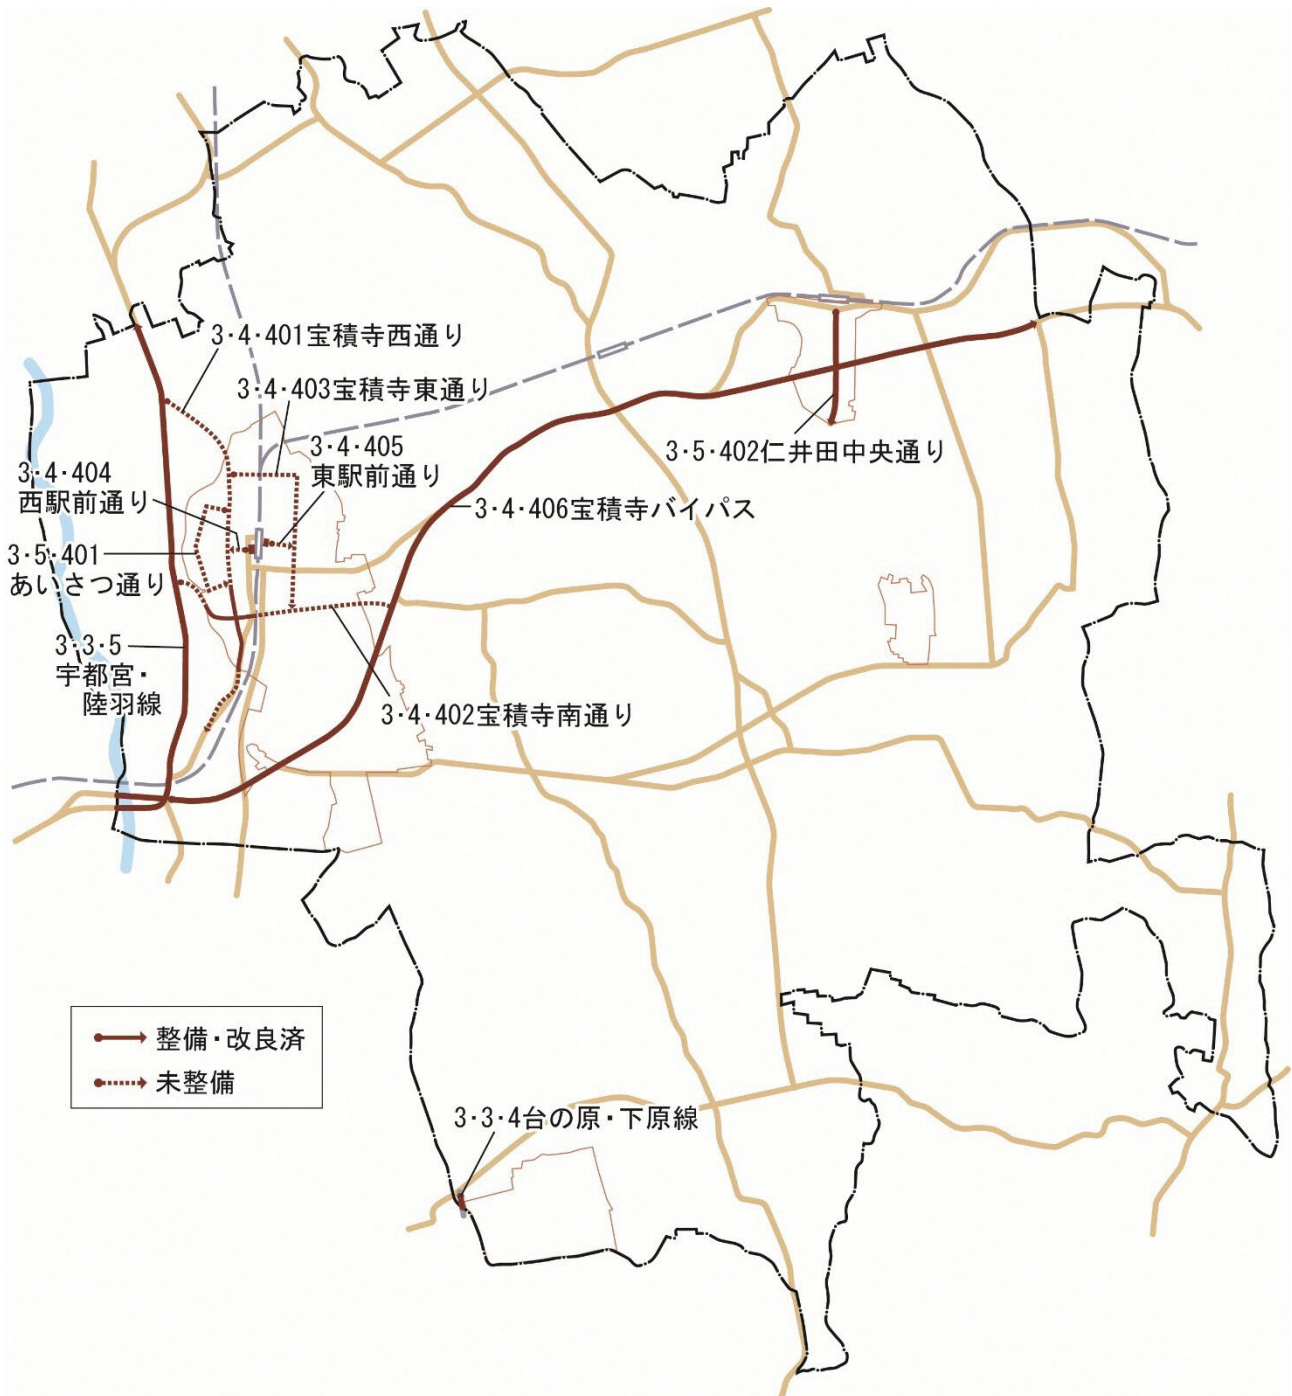 3・4・401宝積寺西通り
3・4・403宝積寺東通り
3・4・405
東駅前通り
3・4・404
西駅前通り
3・5・402仁井田中央通り
3・4・406宝積寺バイパス
3・5・401
あいさつ通り
3・3・5
宇都宮・
陸羽線
3・4・402宝積寺南通り
整備・改良済
未整備
3・3・4台の原・下原線